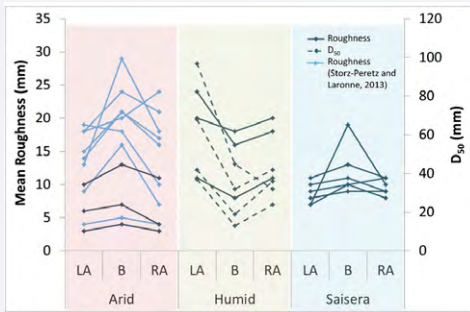 Mean Roughness (mm)
35
30
25
20
15
10
5
0
120
100
80
60
40
20
0
D50 (mm)
Roughness
D50
Roughness
(Storz-Peretz and
Laronne, 2013)
LA B RA LA B RA LA B RA
Arid Humid Saisera